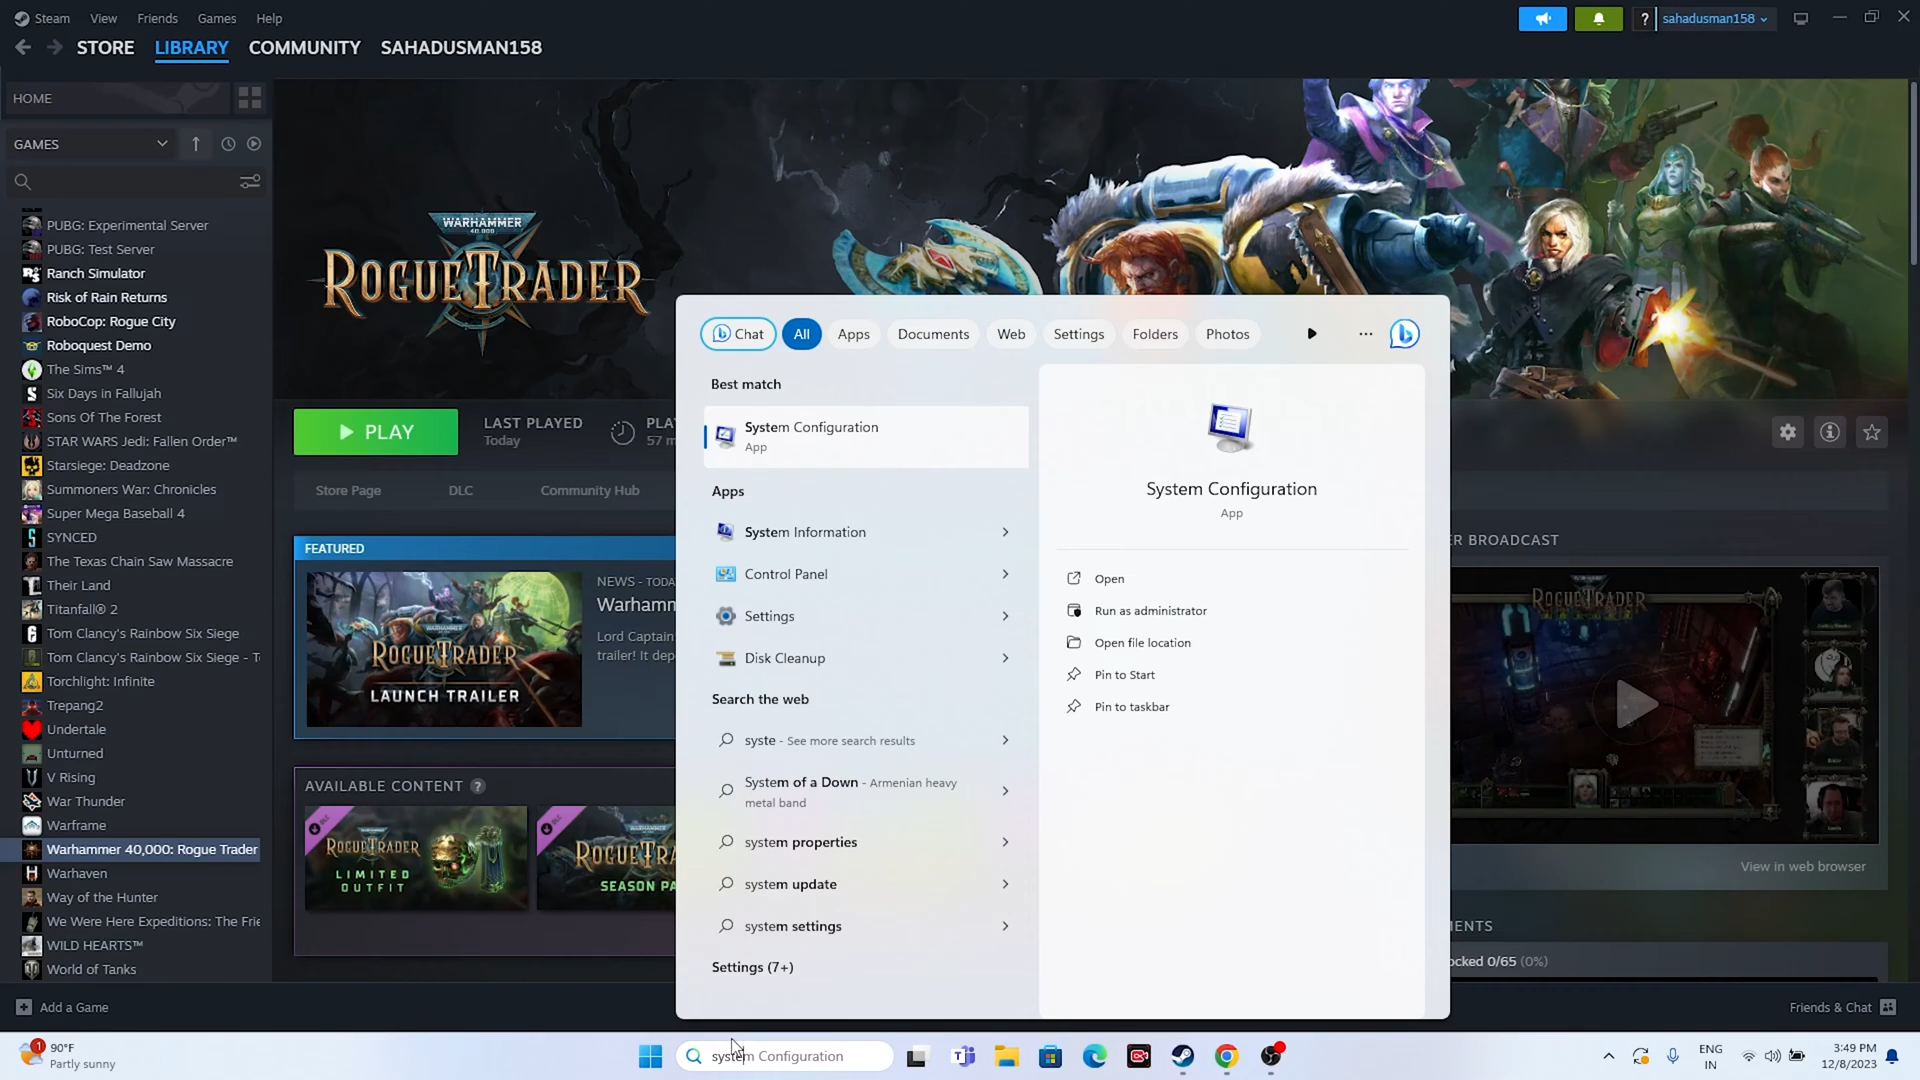 Steam View Friends Games Help
sahadusman158
STORE LIBRARY COMMUNITY SAHADUSMAN158
HOME
GAMES
PUBG: Experimental Server
PUBG: Test Server
Ranch Simulator
Risk of Rain Returns
RoboCop: Rogue City
Roboquest Demo
The Sims™ 4
Six Days in Fallujah
Sons Of The Forest
STAR WARS Jedi: Fallen Order™
Starsiege: Deadzone
Summoners War: Chronicles
Super Mega Baseball 4
SYNCED
The Texas Chain Saw Massacre
Their Land
Titanfall® 2
Tom Clancy's Rainbow Six Siege
Tom Clancy's Rainbow Six Siege - T
Torchlight: Infinite
Trepang2
Undertale
Unturned
V Rising
War Thunder
Warframe
Warhammer 40,000: Rogue Trader
Warhaven
Way of the Hunter
We Were Here Expeditions: The Frie
WILD HEARTS™
World of Tanks
Add a Game
WARHAMMER
40,000
ROGUE TRADER
PLAY
LAST PLAYED
Today
PLA
57 m
Store Page DLC Community Hub
FEATURED
WARHAMMER
ROGUE TRADER
LAUNCH TRAILER
NEWS - TODA
Warhamm
Lord Captain
trailer! It dep
AVAILABLE CONTENT ?
ROGUE TRADER
LIMITED
OUTFIT
SEASON PA
Chat All Apps Documents Web Settings Folders Photos
Best match
System Configuration
App
Apps
System Information
Control Panel
Settings
Disk Cleanup
Search the web
syste - See more search results
System of a Down - Armenian heavy
metal band
system properties
system update
system settings
Settings (7+)
System Configuration
App
Open
Run as administrator
Open file location
Pin to Start
Pin to taskbar
ER BROADCAST
ROGUE TRADER
View in web browser
MENTS
ocked 0/65 (0%)
Friends & Chat
1
90°F
Partly sunny
system Configuration
ENG
IN
3:49 PM
12/8/2023